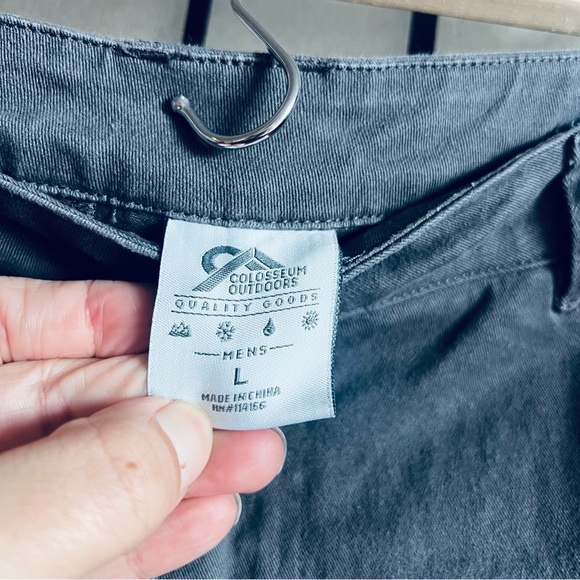 COLOSSEUM
OUTDOORS
QUALITY GOODS
MENS
L
MADE IN CHINA
RN#114166